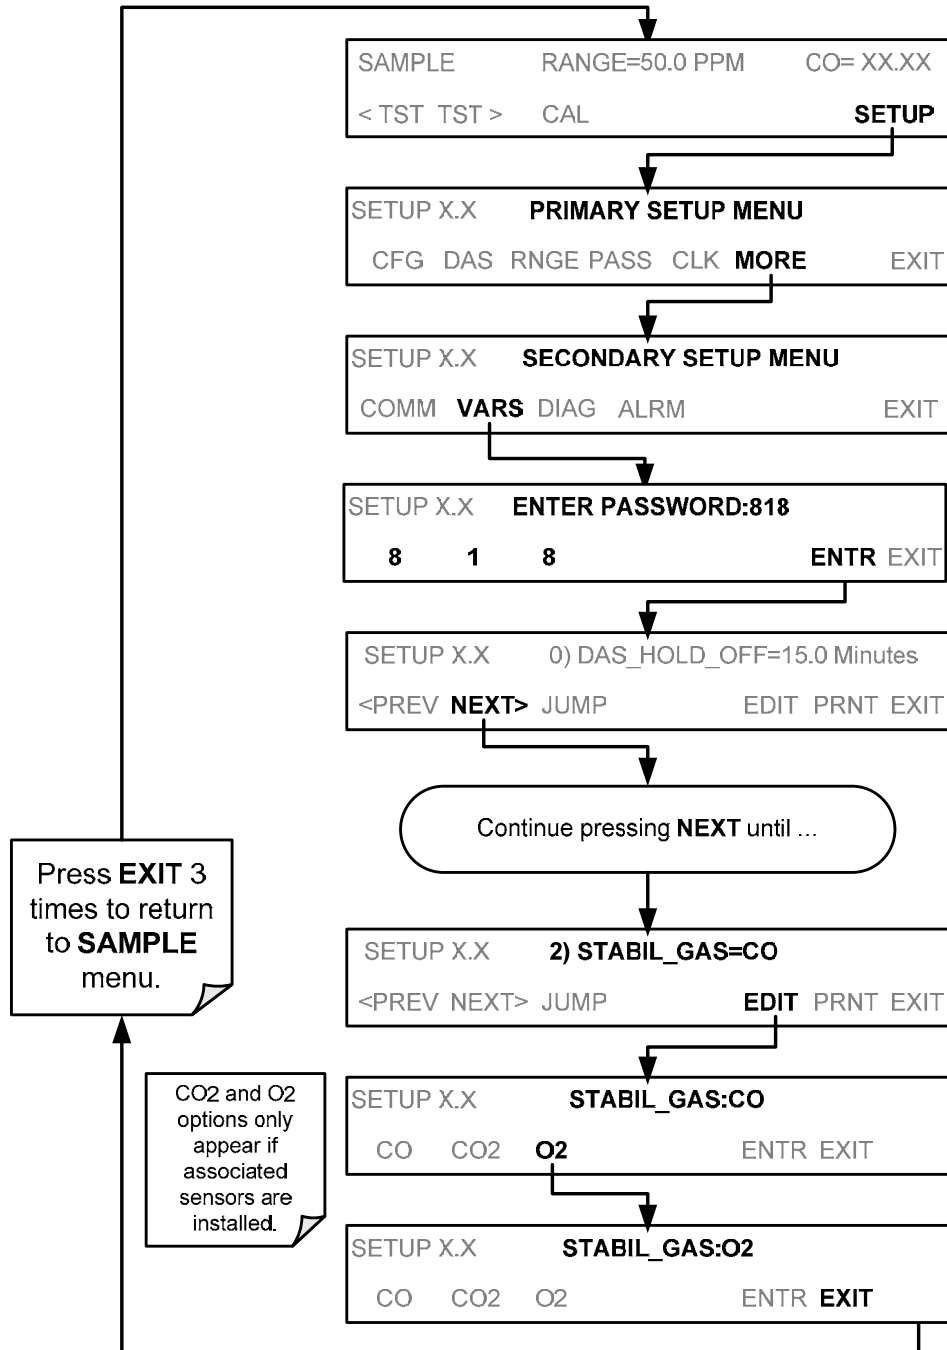 SAMPLE RANGE=50.0 PPM CO= XX.XX
< TST TST > CAL SETUP
SETUP X.X PRIMARY SETUP MENU
CFG DAS RNGE PASS CLK MORE EXIT
SETUP X.X SECONDARY SETUP MENU
COMM VARS DIAG ALRM EXIT
SETUP X.X ENTER PASSWORD:818
8 1 8 ENTR EXIT
SETUP X.X 0) DAS_HOLD_OFF=15.0 Minutes
<PREV NEXT> JUMP EDIT PRNT EXIT
Continue pressing NEXT until ...
SETUP X.X 2) STABIL_GAS=CO
<PREV NEXT> JUMP EDIT PRNT EXIT
SETUP X.X STABIL_GAS:CO
CO CO2 O2 ENTR EXIT
SETUP X.X STABIL_GAS:O2
CO CO2 O2 ENTR EXIT
Press EXIT 3
times to return
to SAMPLE
menu.
CO2 and O2
options only
appear if
associated
sensors are
installed.